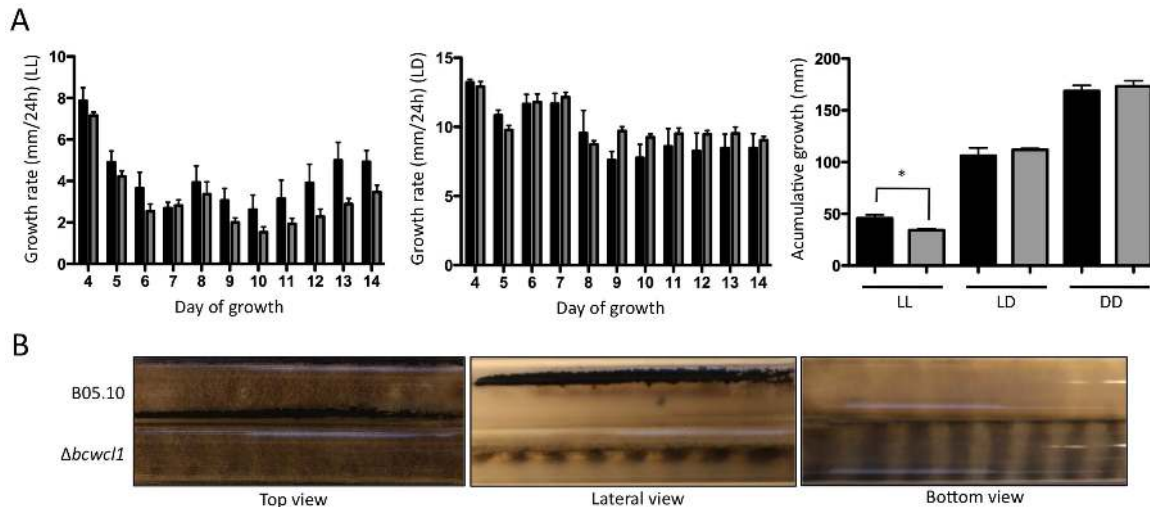 A
Growth rate (mm/24h) (LL)
10
8
6
4
2
0
4 5 6 7 8 9 10 11 12 13 14
Day of growth
Growth rate (mm/24h) (LD)
15
10
5
0
4 5 6 7 8 9 10 11 12 13 14
Day of growth
Acumulative growth (mm)
200
150
100
50
0
*
LL LD DD
B
B05.10
Δbcwcl1
Top view
Lateral view
Bottom view